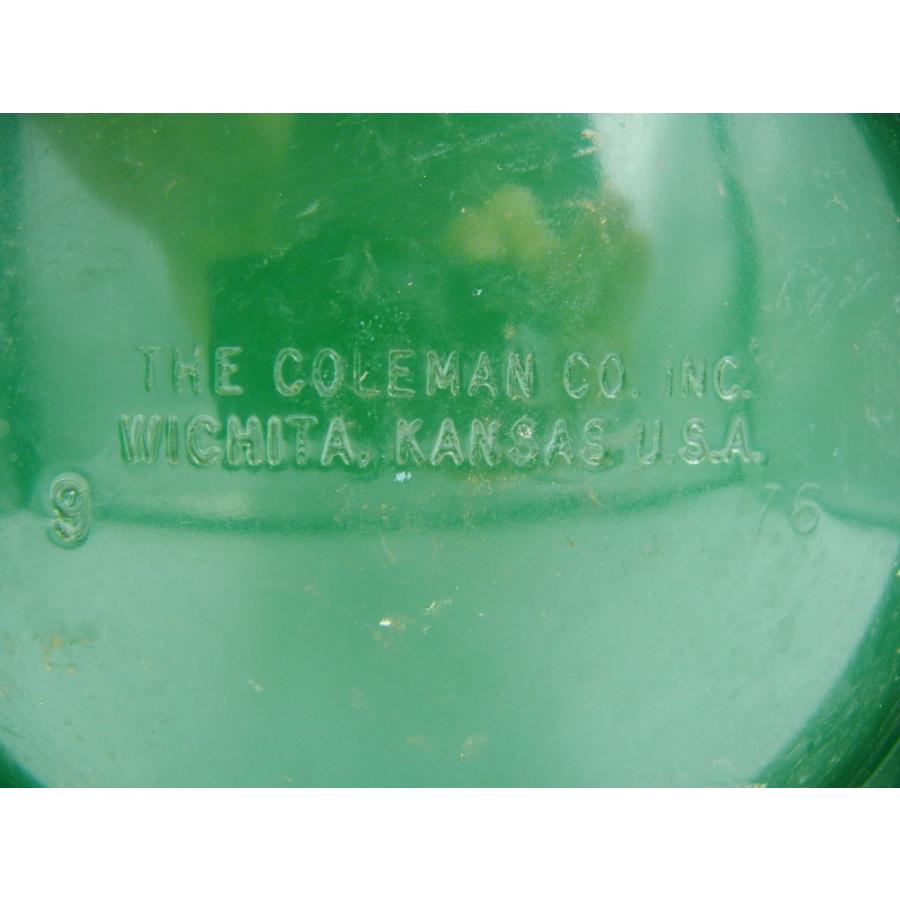 THE COLEMAN CO. INC.
WICHITA, KANSAS U.S.A.
9 76